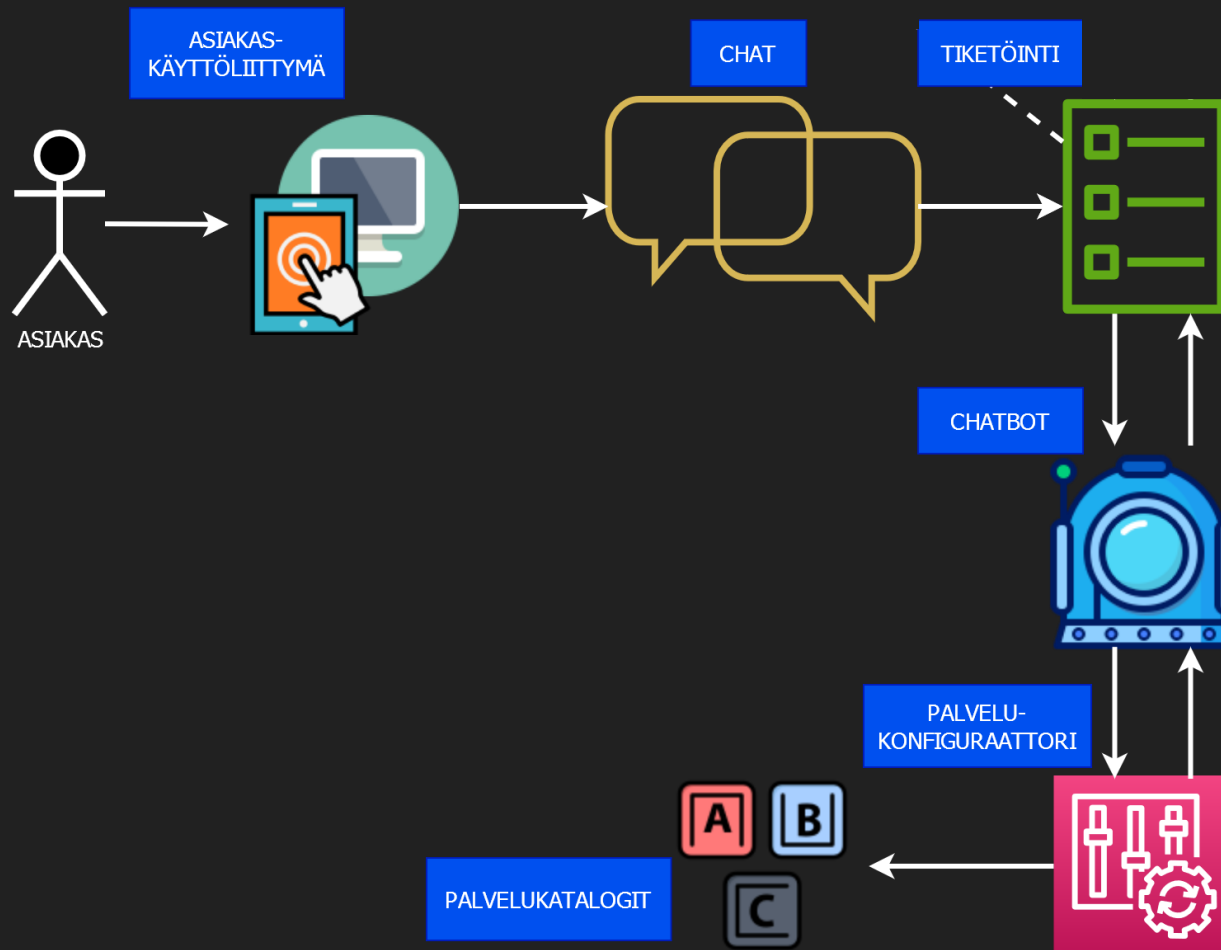 ASIAKAS-
KÄYTTÖLIITTYMÄ
CHAT
TIKETÖINTI
ASIAKAS
CHATBOT
PALVELU-
KONFIGURAATTORI
A
B
C
PALVELUKATALOGIT